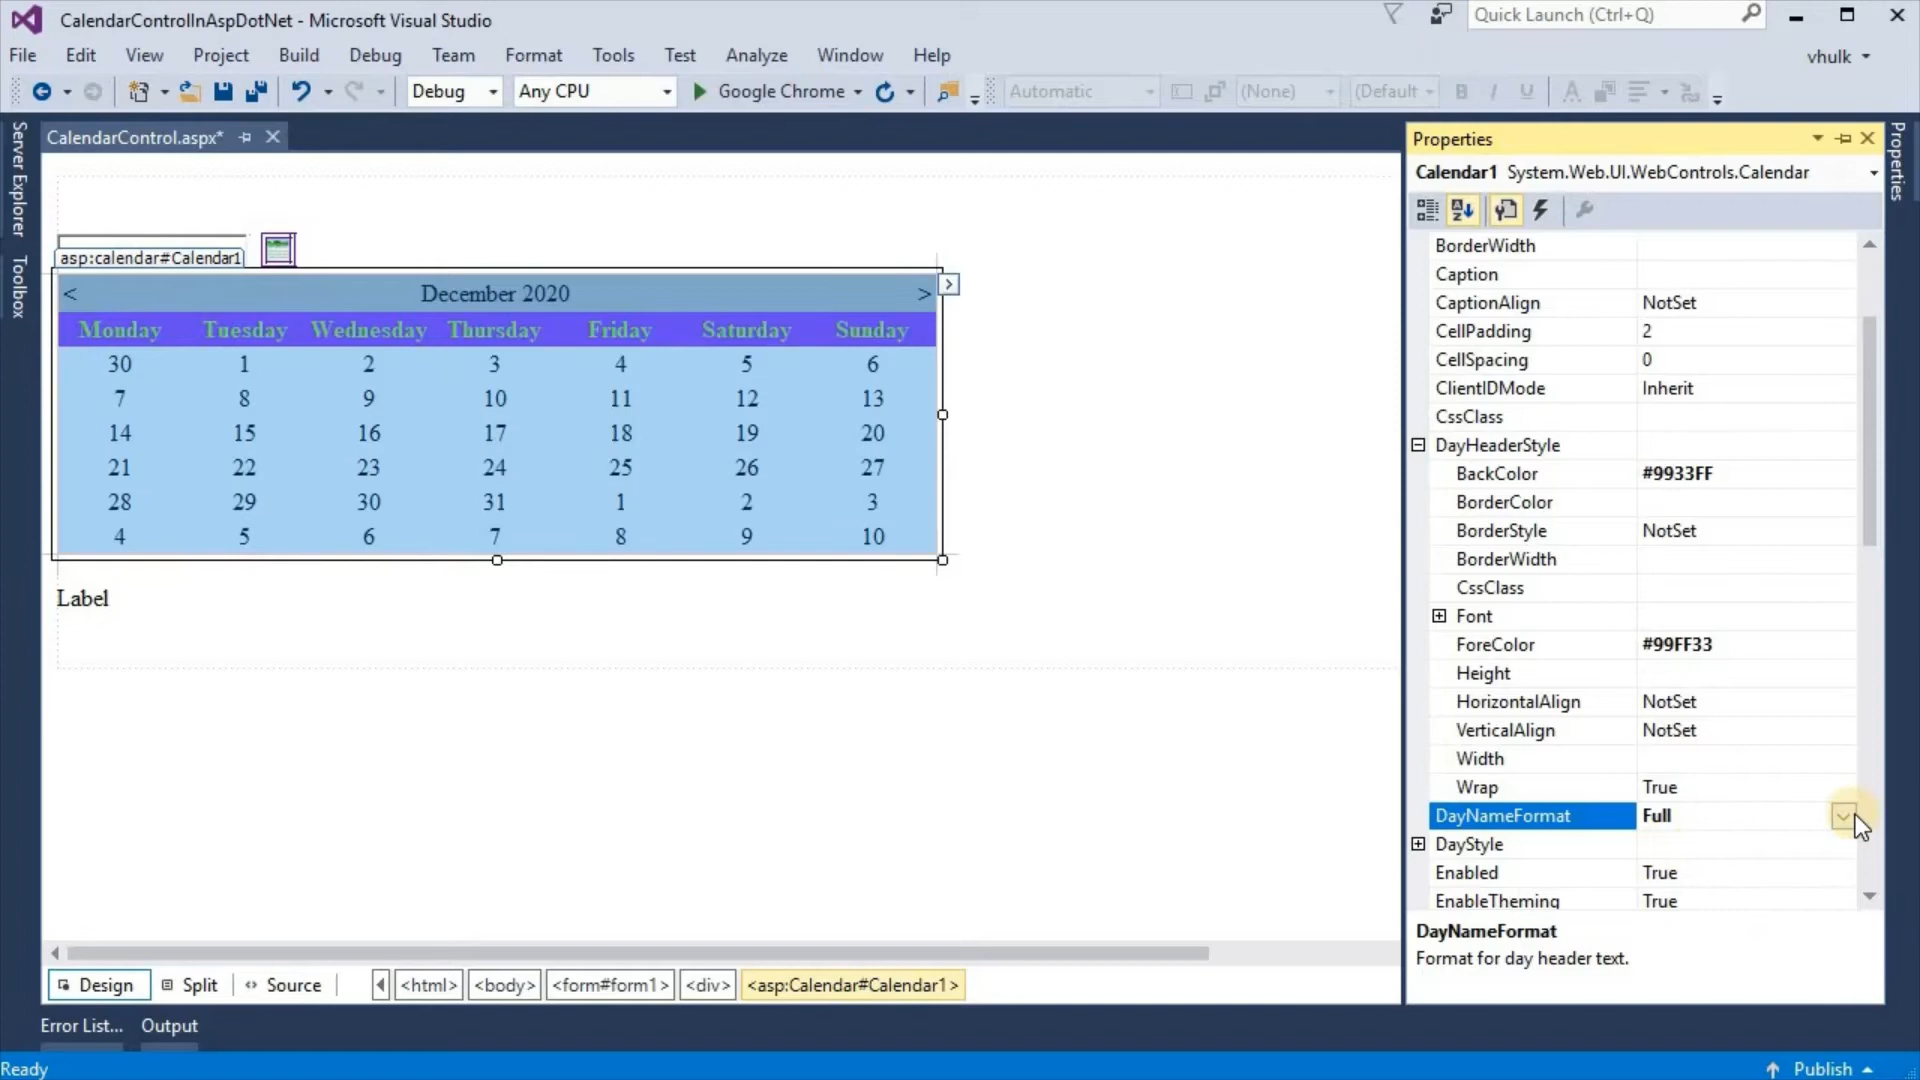 CalendarControlInAspDotNet - Microsoft Visual Studio
Quick Launch (Ctrl+Q)
File Edit View Project Build Debug Team Format Tools Test Analyze Window Help
vhulk
Debug Any CPU Google Chrome Automatic (None) (Default B I U A
Server Explorer
Toolbox
CalendarControl.aspx*
asp:calendar#Calendar1
< December 2020 >
Monday Tuesday Wednesday Thursday Friday Saturday Sunday
30 1 2 3 4 5 6
7 8 9 10 11 12 13
14 15 16 17 18 19 20
21 22 23 24 25 26 27
28 29 30 31 1 2 3
4 5 6 7 8 9 10
Label
Design Split Source <html> <body> <form#form1> <div> <asp:Calendar#Calendar1>
Properties
Calendar1 System.Web.UI.WebControls.Calendar
BorderWidth
Caption
CaptionAlign NotSet
CellPadding 2
CellSpacing 0
ClientIDMode Inherit
CssClass
DayHeaderStyle
BackColor #9933FF
BorderColor
BorderStyle NotSet
BorderWidth
CssClass
Font
ForeColor #99FF33
Height
HorizontalAlign NotSet
VerticalAlign NotSet
Width
Wrap True
DayNameFormat Full
DayStyle
Enabled True
EnableTheming True
DayNameFormat
Format for day header text.
Properties
Error List... Output
Ready
Publish